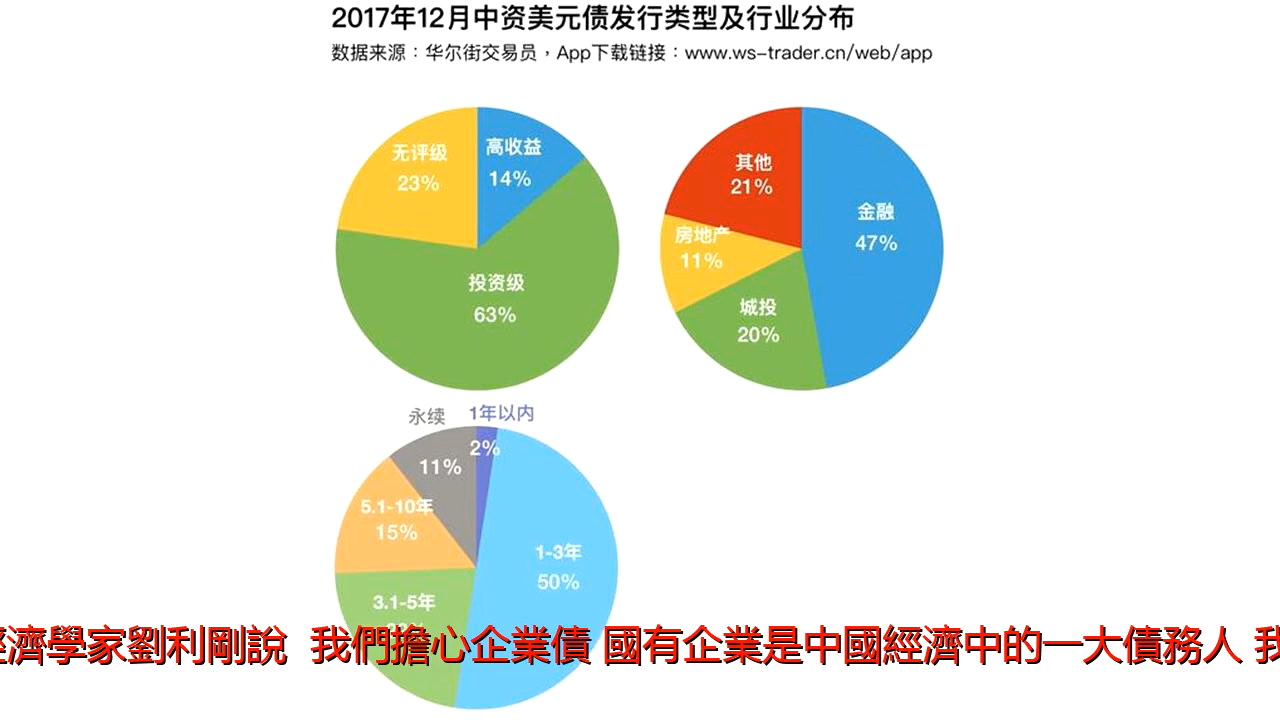 2017年12月中资美元债发行类型及行业分布
数据来源：华尔街交易员，App下载链接：www.ws-trader.cn/web/app
无评级
23%
高收益
14%
投资级
63%
其他
21%
金融
47%
房地产
11%
城投
20%
永续
11%
1年以内
2%
5.1-10年
15%
1-3年
50%
3.1-5年
濟學家劉利剛說 我們擔心企業債 國有企業是中國經濟中的一大債務人 我